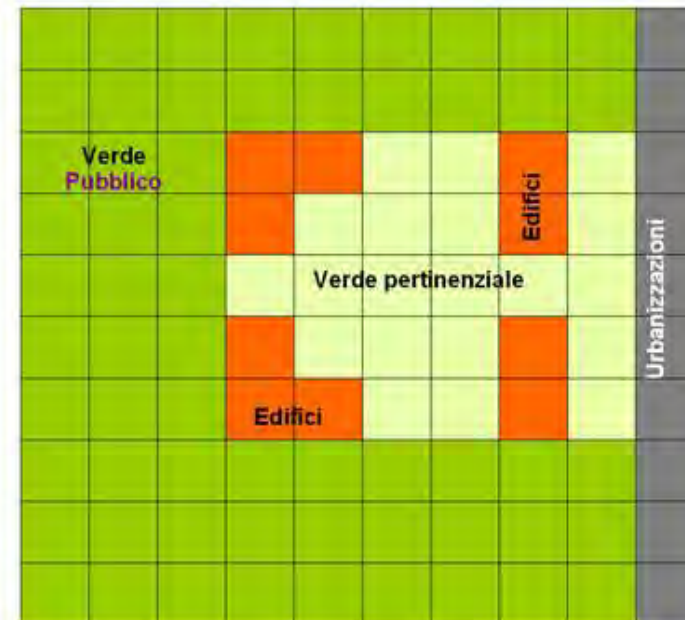 Verde
Pubblico
Edifici
Verde pertinenziale
Urbanizzazioni
Edifici